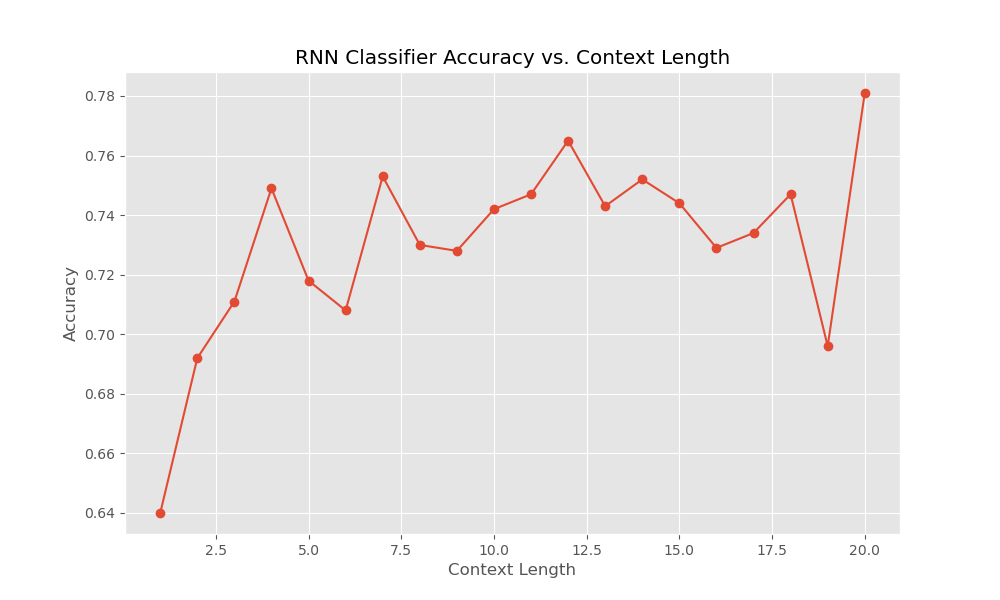 RNN Classifier Accuracy vs. Context Length
0.78
0.76
0.74
0.72
0.70
0.68
0.66
0.64
Accuracy
2.5 5.0 7.5 10.0 12.5 15.0 17.5 20.0
Context Length